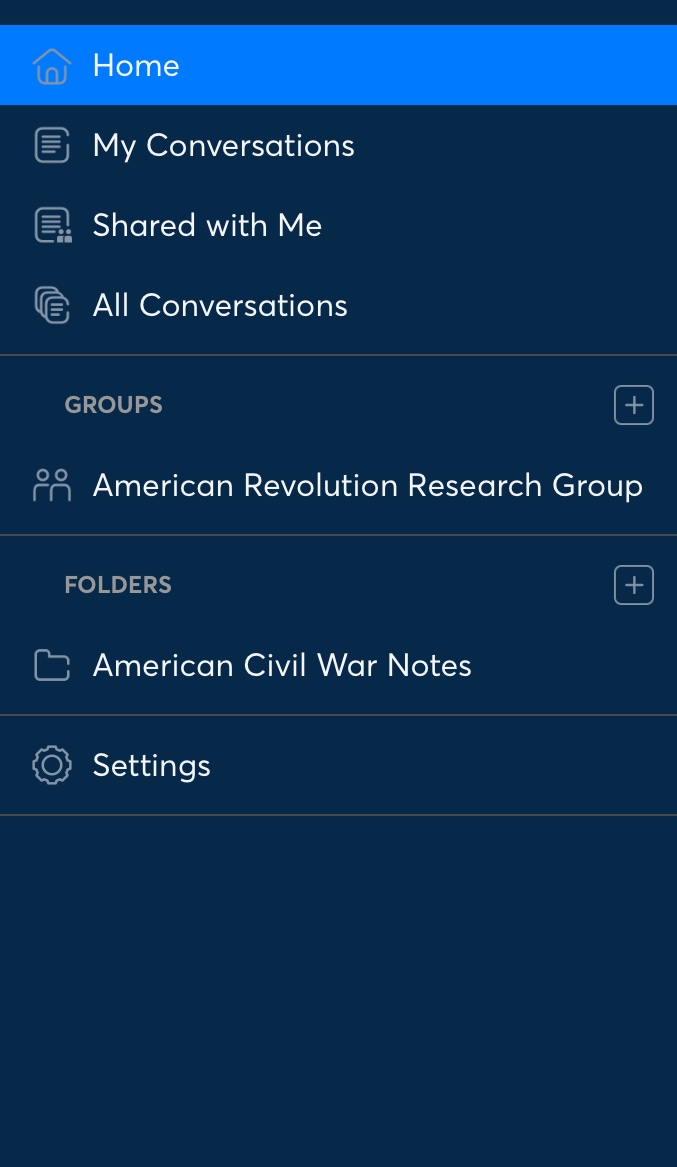 Home
My Conversations
Shared with Me
All Conversations
GROUPS
American Revolution Research Group
FOLDERS
American Civil War Notes
Settings